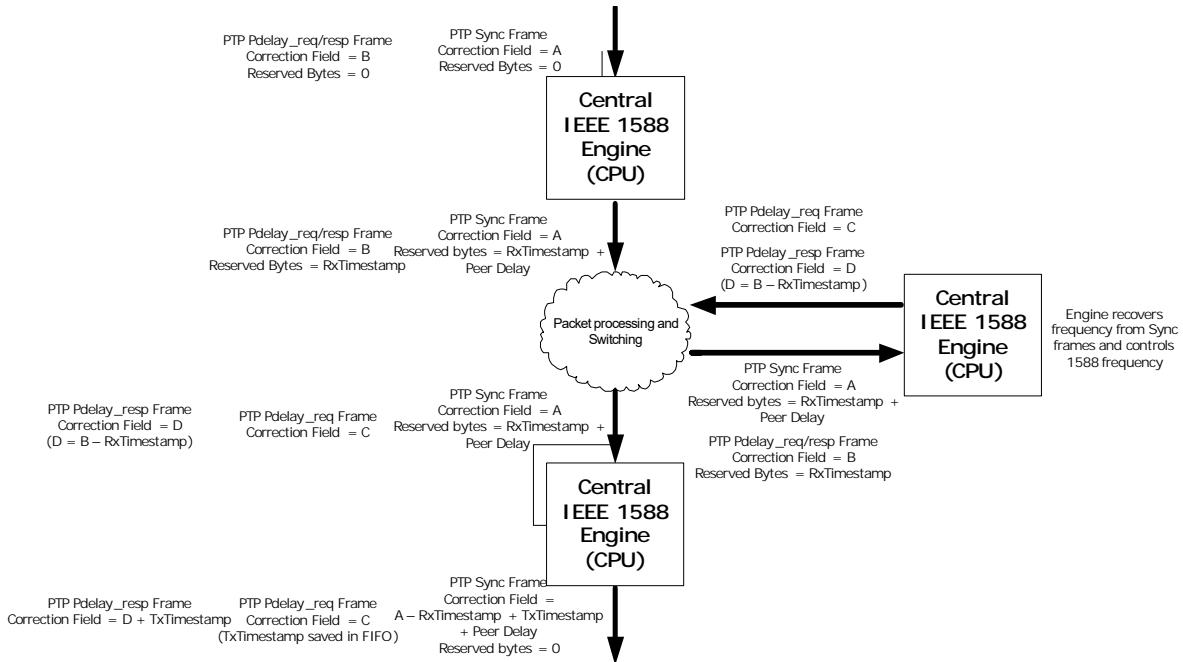 PTP Pdelay_req/resp Frame
Correction Field = B
Reserved Bytes = 0
PTP Sync Frame
Correction Field = A
Reserved Bytes = 0
Central
IEEE 1588
Engine
(CPU)
PTP Pdelay_req/resp Frame
Correction Field = B
Reserved Bytes = RxTimestamp
PTP Sync Frame
Correction Field = A
Reserved bytes = RxTimestamp +
Peer Delay
PTP Pdelay_req Frame
Correction Field = C
PTP Pdelay_resp Frame
Correction Field = D
(D = B – RxTimestamp)
Packet processing and
Switching
Central
IEEE 1588
Engine
(CPU)
Engine recovers
frequency from Sync
frames and controls
1588 frequency
PTP Sync Frame
Correction Field = A
Reserved bytes = RxTimestamp +
Peer Delay
PTP Pdelay_req/resp Frame
Correction Field = B
Reserved Bytes = RxTimestamp
PTP Pdelay_resp Frame
Correction Field = D
(D = B – RxTimestamp)
PTP Pdelay_req Frame
Correction Field = C
PTP Sync Frame
Correction Field = A
Reserved bytes = RxTimestamp +
Peer Delay
Central
IEEE 1588
Engine
(CPU)
PTP Pdelay_resp Frame
Correction Field = D + TxTimestamp
PTP Pdelay_req Frame
Correction Field = C
(TxTimestamp saved in FIFO)
PTP Sync Frame
Correction Field =
A – RxTimestamp + TxTimestamp
+ Peer Delay
Reserved bytes = 0